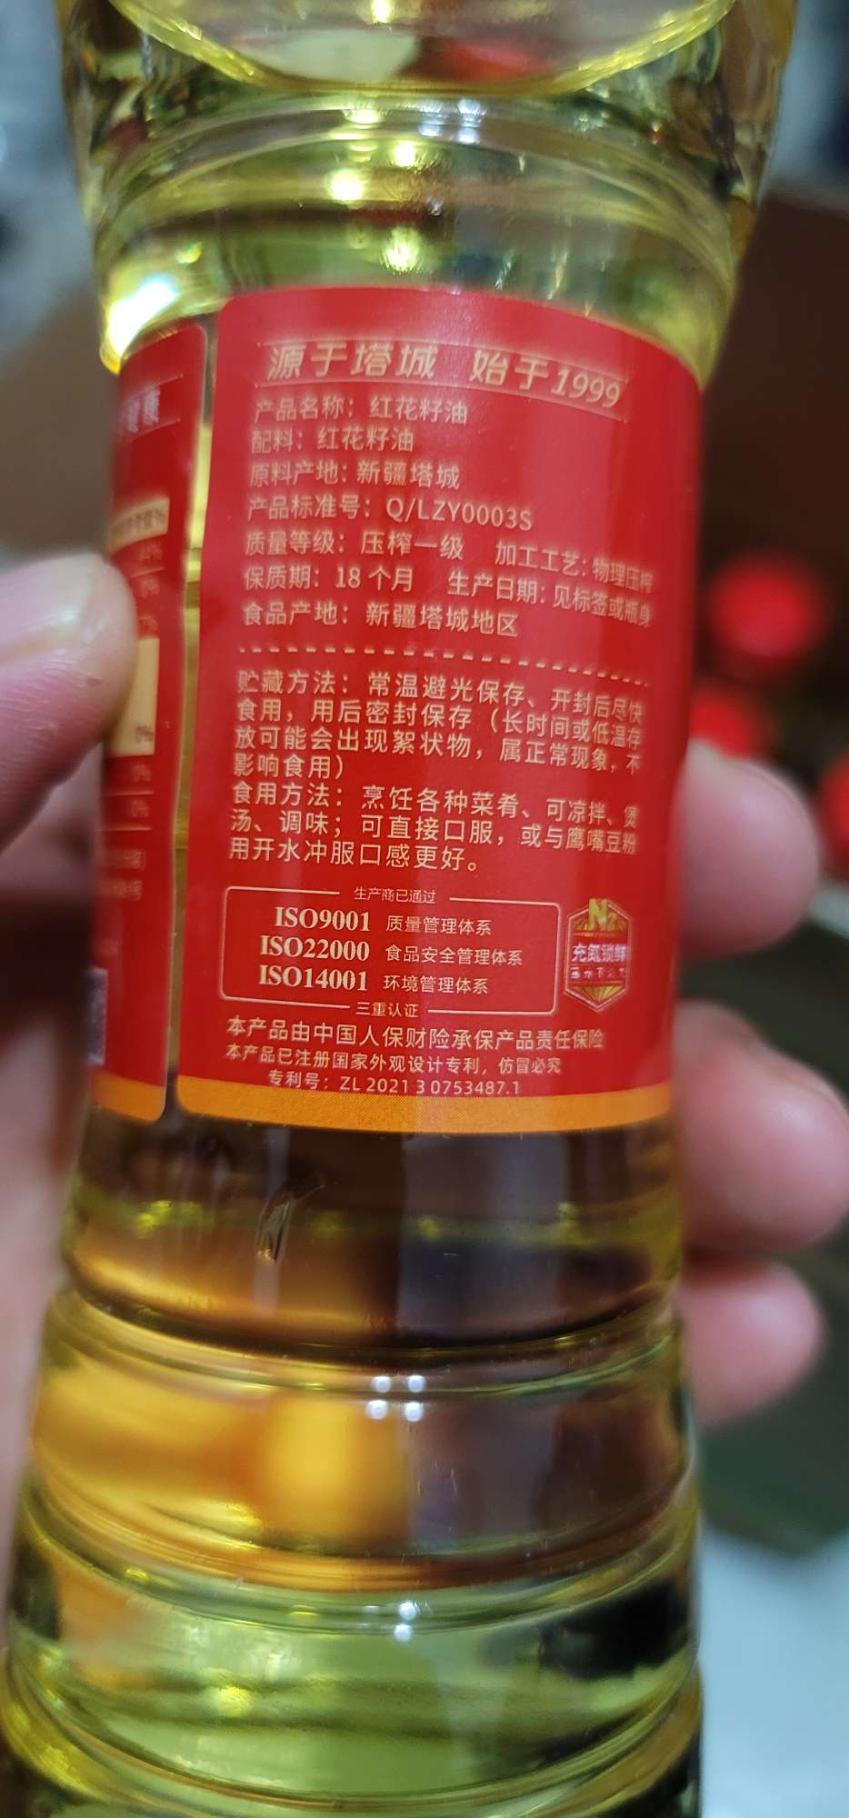 源于塔城 始于1999
产品名称：红花籽油
配料：红花籽油
原料产地：新疆塔城
产品标准号：Q/LZY0003S
质量等级：压榨一级 加工工艺：物理压榨
保质期：18个月 生产日期：见标签或瓶身
食品产地：新疆塔城地区
贮藏方法：常温避光保存、开封后尽快
食用，用后密封保存（长时间或低温存
放可能会出现絮状物，属正常现象，不
影响食用）
食用方法：烹饪各种菜肴、可凉拌、煲
汤、调味；可直接口服，或与鹰嘴豆粉
用开水冲服口感更好。
生产商已通过
ISO9001 质量管理体系
ISO22000 食品安全管理体系
ISO14001 环境管理体系
三重认证
N2
充氮锁鲜
本产品由中国人保财险承保产品责任保险
本产品已注册国家外观设计专利，仿冒必究
专利号：ZL 2021 3 0753487.1
0%
0%
0%